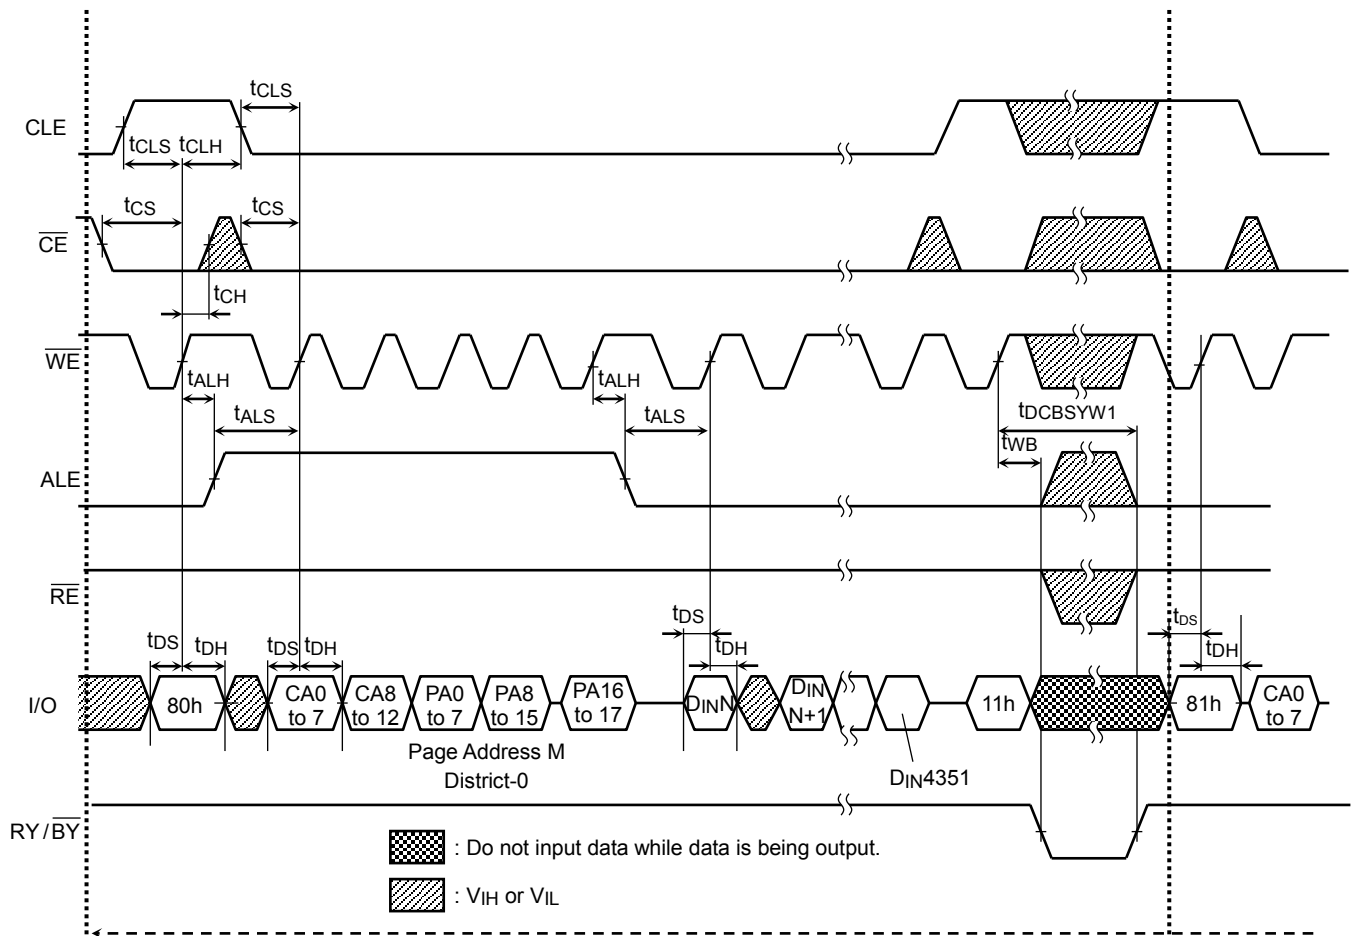 tCLS
CLE
tCLS tCLH
tCS tCS
CE
tCH
WE
tALH tALH
tALS tALS tDCBSYW1
tWB
ALE
RE
tDS tDH tDS tDH tDS tDH tDS tDH
I/O
80h
CA0 to 7
CA8 to 12
PA0 to 7
PA8 to 15
PA16 to 17
DINN
DIN N+1
11h
81h
CA0 to 7
Page Address M
District-0
DIN4351
RY/BY
: Do not input data while data is being output.
: VIH or VIL